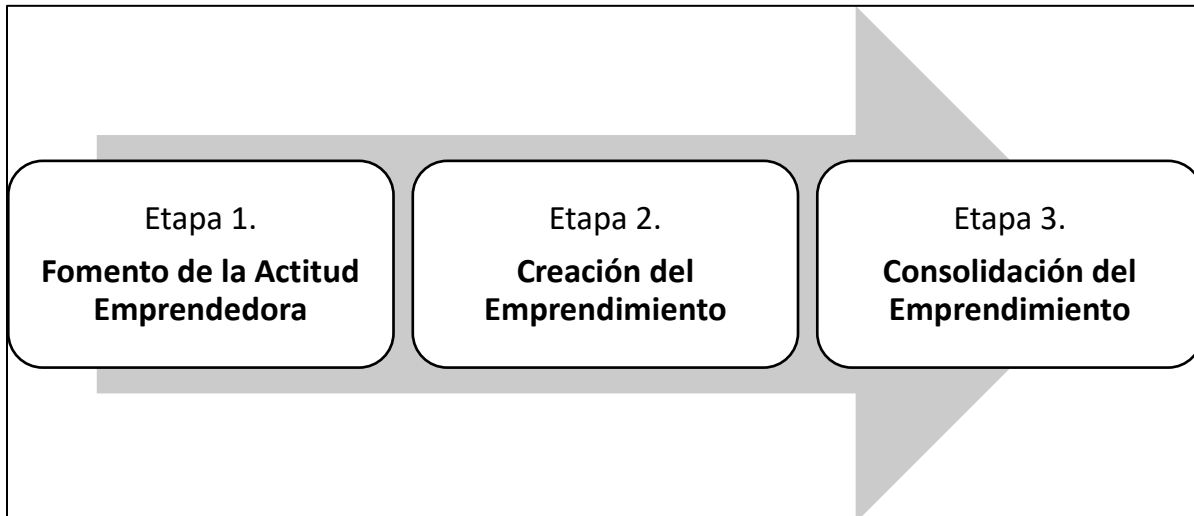 Etapa 1.
Fomento de la Actitud
Emprendedora
Etapa 2.
Creación del
Emprendimiento
Etapa 3.
Consolidación del
Emprendimiento